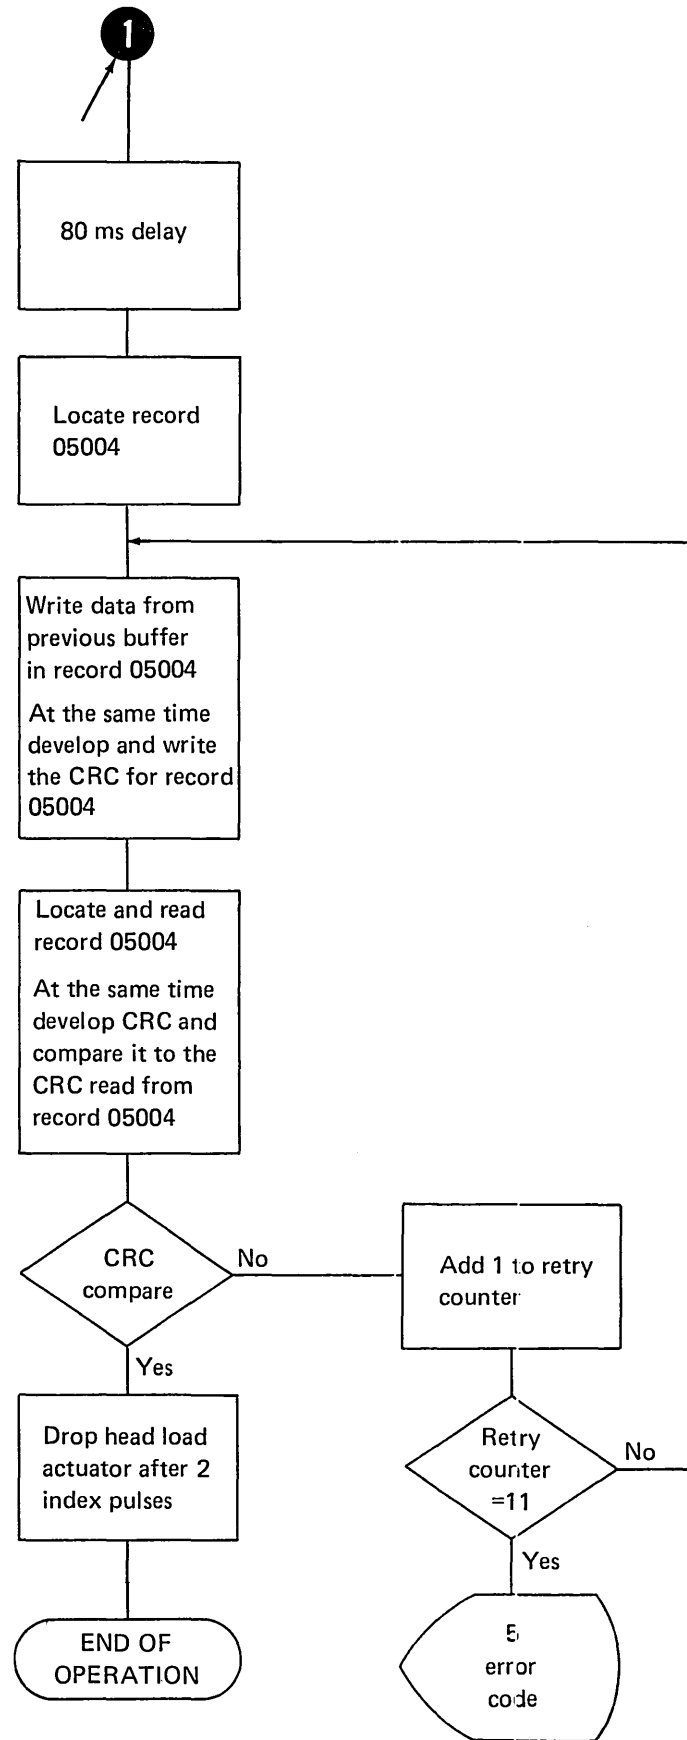 1
80 ms delay
Locate record
05004
Write data from
previous buffer
in record 05004
At the same time
develop and write
the CRC for record
05004
Locate and read
record 05004
At the same time
develop CRC and
compare it to the
CRC read from
record 05004
CRC
compare
No
Add 1 to retry
counter
Yes
Drop head load
actuator after 2
index pulses
Retry
counter
=11
No
Yes
END OF
OPERATION
5
error
code